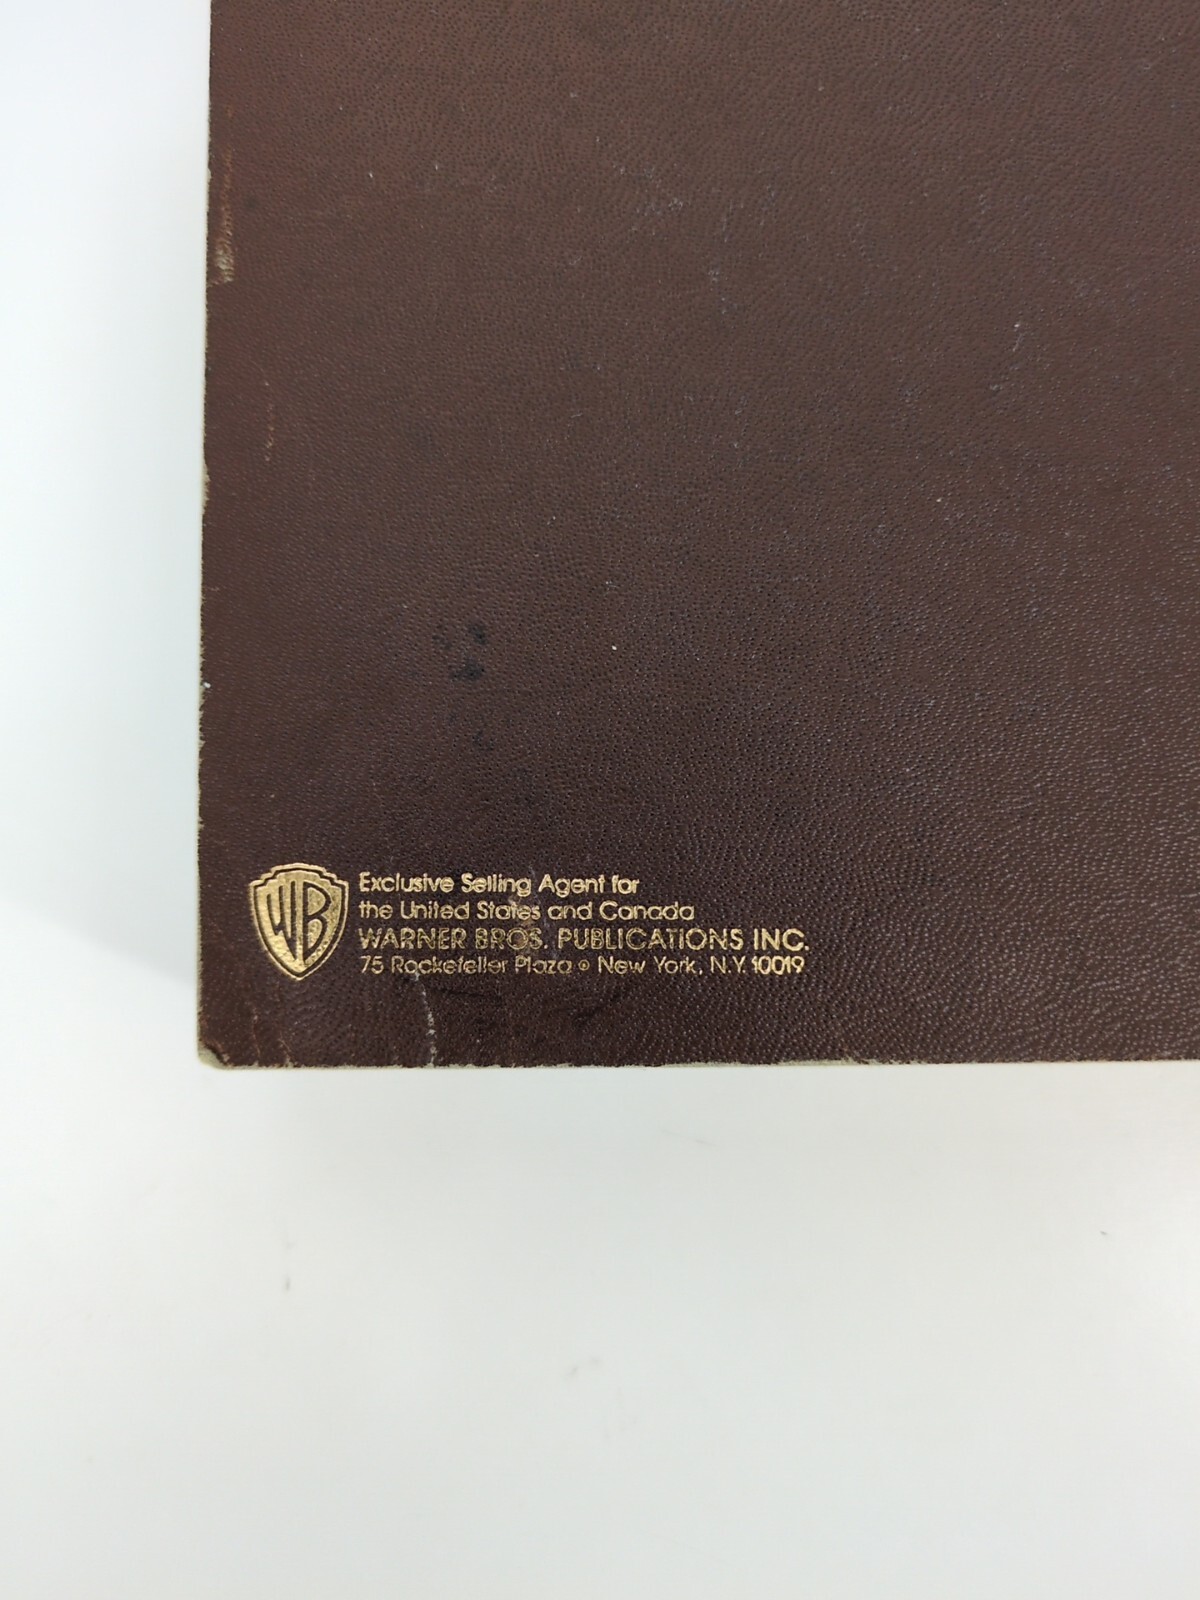 WB
Exclusive Selling Agent for
the United States and Canada
WARNER BROS. PUBLICATIONS INC.
75 Rockefeller Plaza • New York, N.Y. 10019